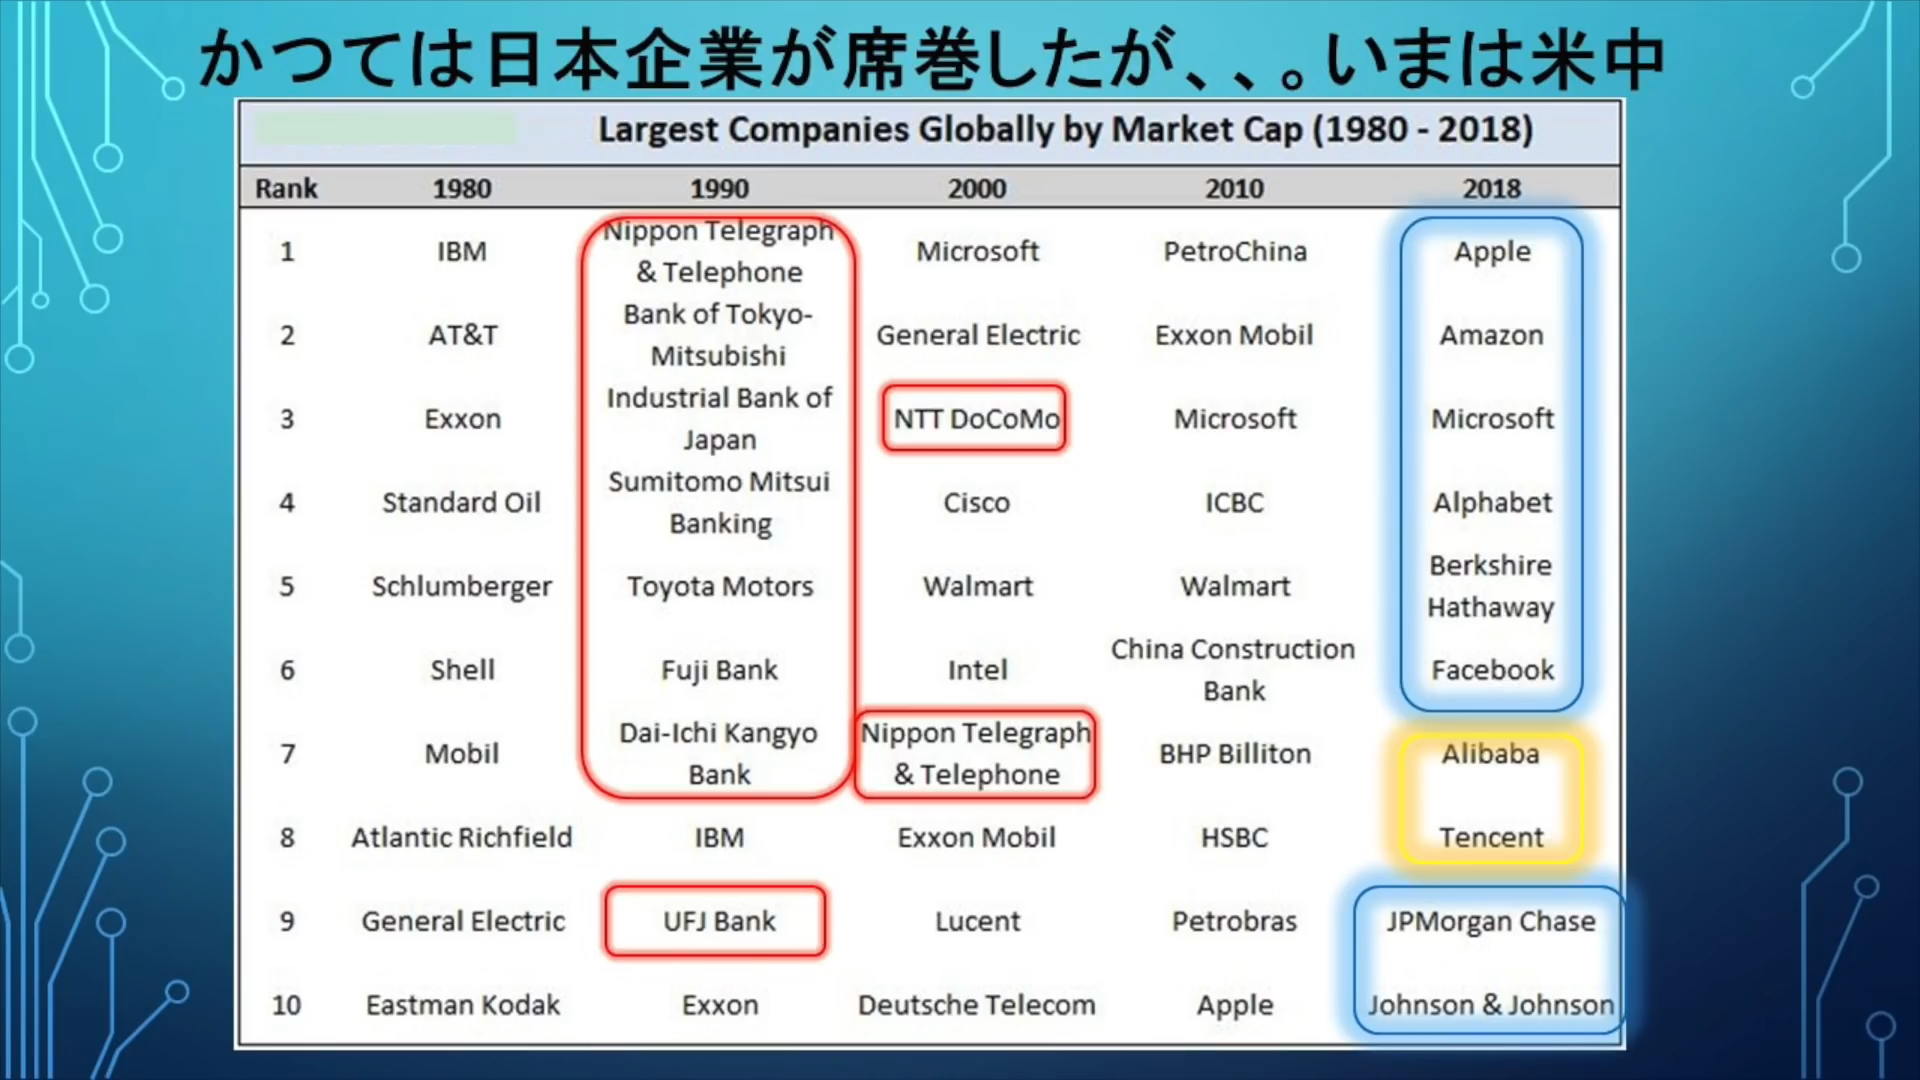 かつては日本企業が席巻したが、、、。いまは米中
Largest Companies Globally by Market Cap (1980 - 2018)
Rank 1980 1990 2000 2010 2018
1 IBM Nippon Telegraph & Telephone Microsoft PetroChina Apple
2 AT&T Bank of Tokyo-Mitsubishi General Electric Exxon Mobil Amazon
3 Exxon Industrial Bank of Japan NTT DoCoMo Microsoft Microsoft
4 Standard Oil Sumitomo Mitsui Banking Cisco ICBC Alphabet
5 Schlumberger Toyota Motors Walmart Walmart Berkshire Hathaway
6 Shell Fuji Bank Intel China Construction Bank Facebook
7 Mobil Dai-Ichi Kangyo Bank Nippon Telegraph & Telephone BHP Billiton Alibaba
8 Atlantic Richfield IBM Exxon Mobil HSBC Tencent
9 General Electric UFJ Bank Lucent Petrobras JPMorgan Chase
10 Eastman Kodak Exxon Deutsche Telecom Apple Johnson & Johnson